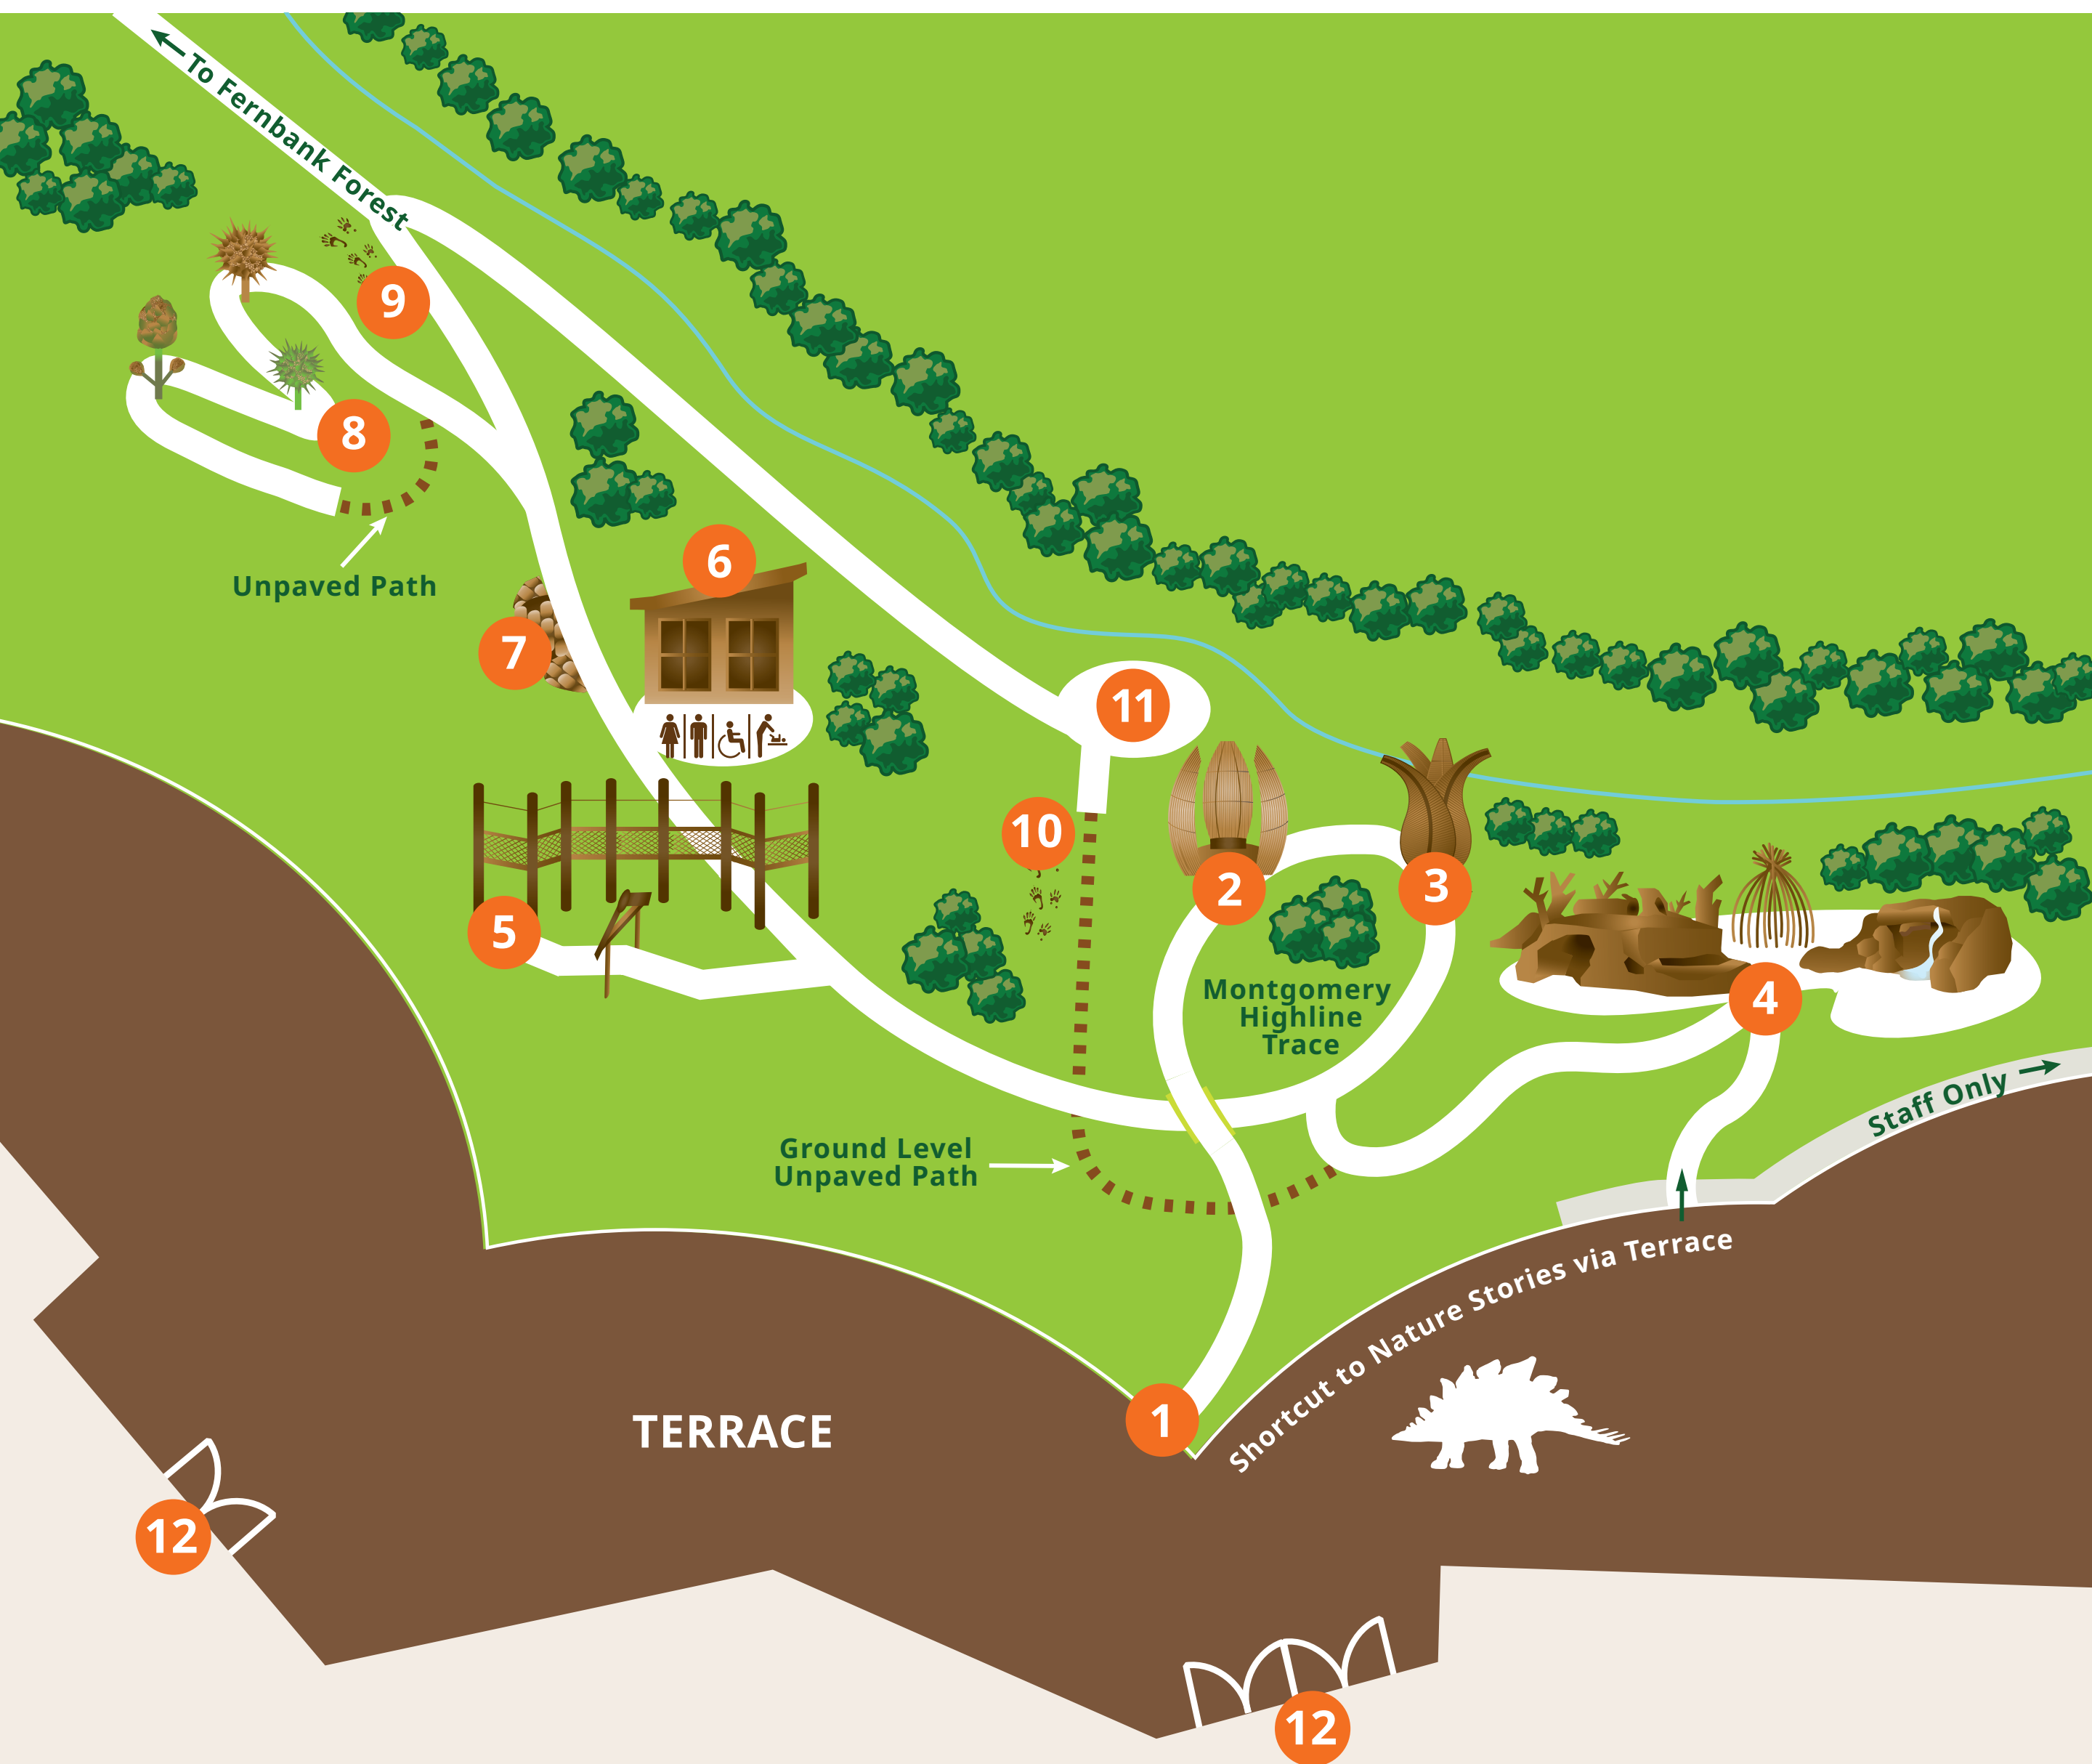 To Fernbank Forest
9
8
Unpaved Path
6
7
11
10
2
3
5
4
Montgomery
Highline
Trace
Staff Only
Ground Level
Unpaved Path
Shortcut to Nature Stories via Terrace
1
TERRACE
12
12